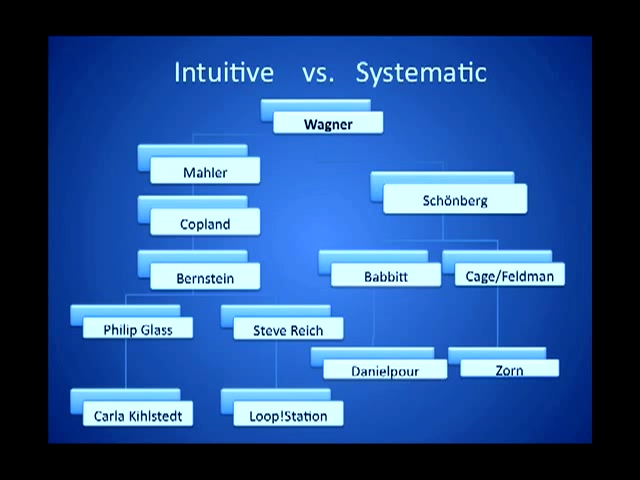 Intuitive vs. Systematic
Wagner
Mahler
Schönberg
Copland
Bernstein
Babbitt
Cage/Feldman
Philip Glass
Steve Reich
Danielpour
Zorn
Carla Kihlstedt
Loop!Station